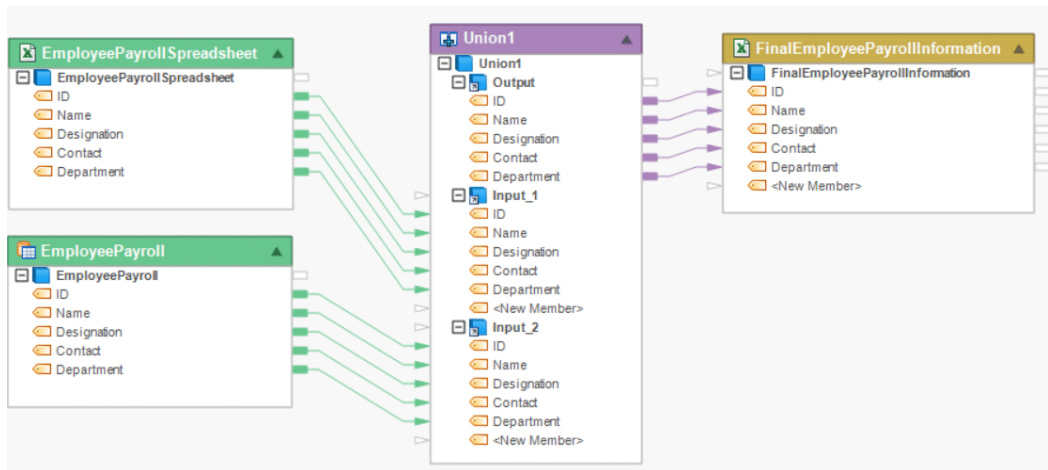 EmployeePayrollSpreadsheet
EmployeePayrollSpreadsheet
ID
Name
Designation
Contact
Department
EmployeePayroll
EmployeePayroll
ID
Name
Designation
Contact
Department
Union1
Union1
Output
ID
Name
Designation
Contact
Department
Input_1
ID
Name
Designation
Contact
Department
<New Member>
Input_2
ID
Name
Designation
Contact
Department
<New Member>
FinalEmployeePayrollInformation
FinalEmployeePayrollInformation
ID
Name
Designation
Contact
Department
<New Member>